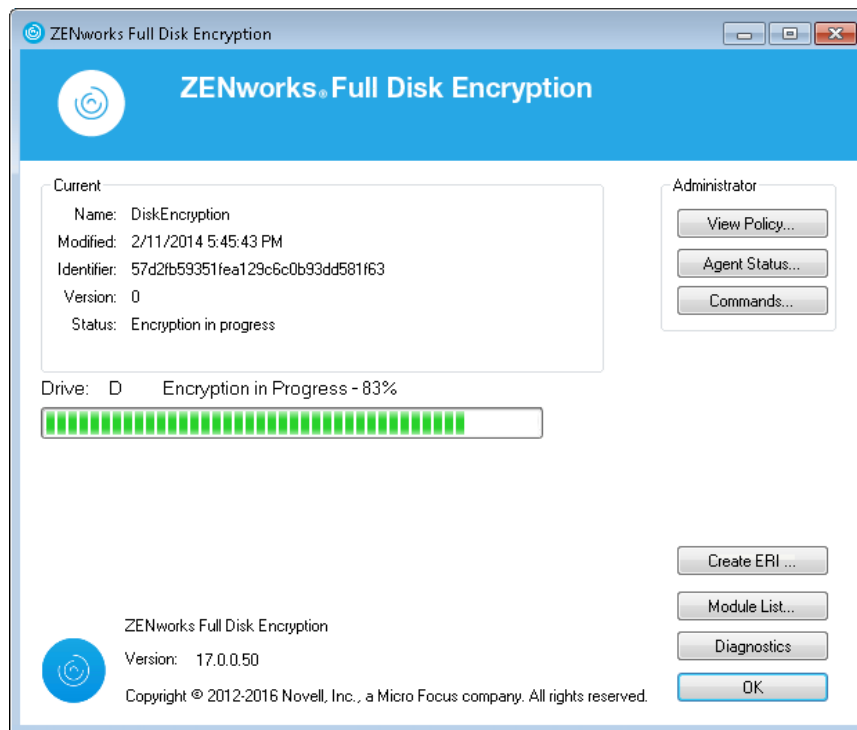 ZENworks Full Disk Encryption
ZENworks® Full Disk Encryption
Current
Name: DiskEncryption
Modified: 2/11/2014 5:45:43 PM
Identifier: 57d2fb59351fea129c6c0b93dd581f63
Version: 0
Status: Encryption in progress
Administrator
View Policy...
Agent Status...
Commands...
Drive: D Encryption in Progress - 83%
Create ERI ...
Module List...
Diagnostics
OK
ZENworks Full Disk Encryption
Version: 17.0.0.50
Copyright © 2012-2016 Novell, Inc., a Micro Focus company. All rights reserved.